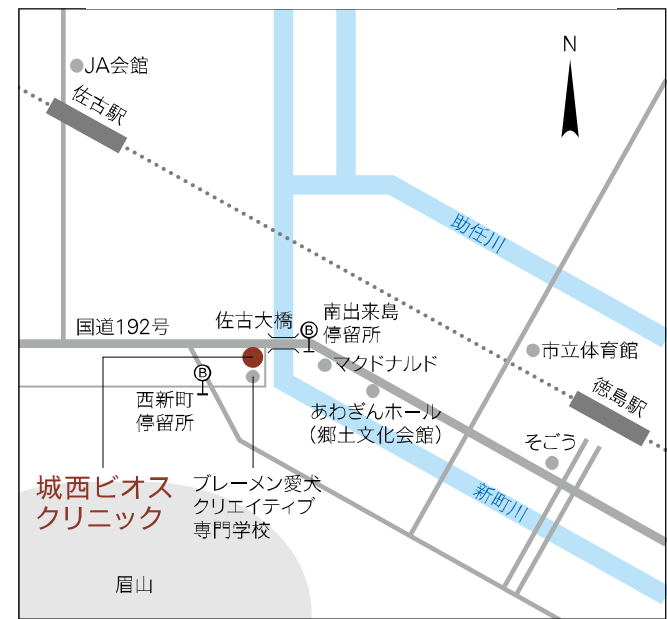 N
JA会館
佐古駅
助任川
国道192号
佐古大橋
B
南出来島
停留所
マクドナルド
市立体育館
徳島駅
B
西新町
停留所
あわぎんホール
（郷土文化会館）
そごう
城西ビオス
クリニック
ブレーメン愛犬
クリエイティブ
専門学校
新町川
眉山